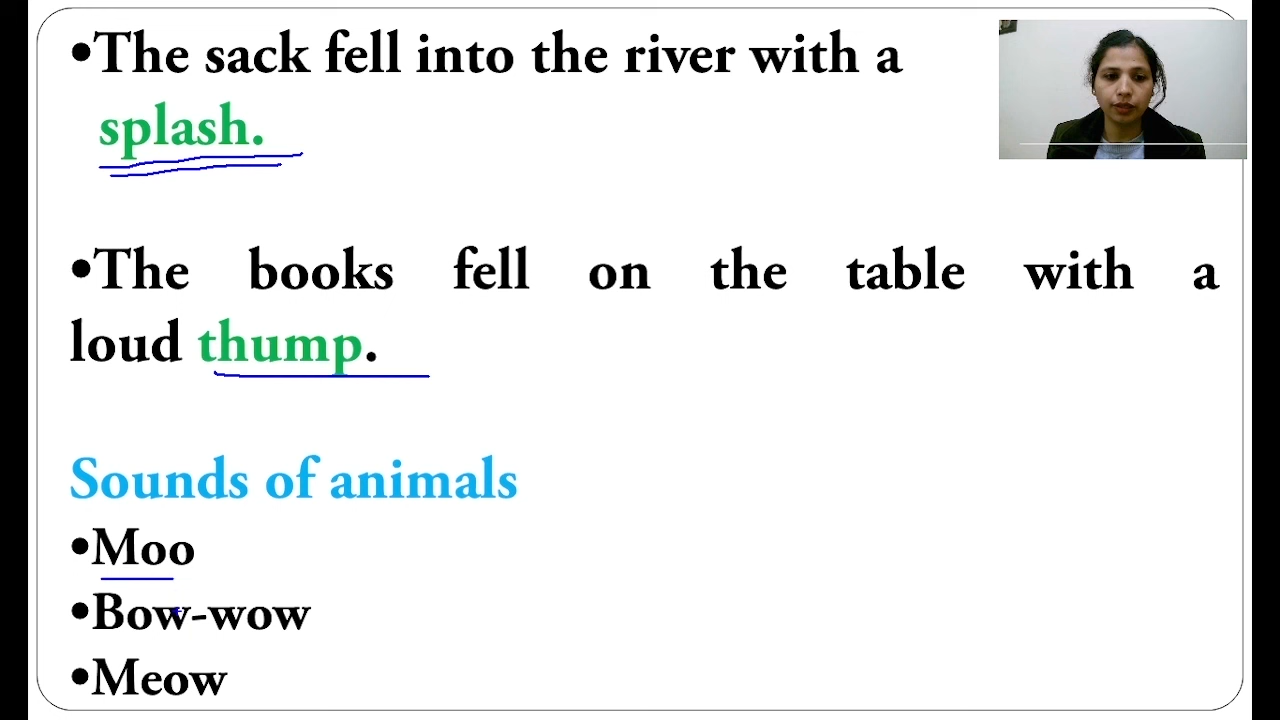 •The sack fell into the river with a
splash.
•The books fell on the table with a
loud thump.
Sounds of animals
•Moo
•Bow-wow
•Meow